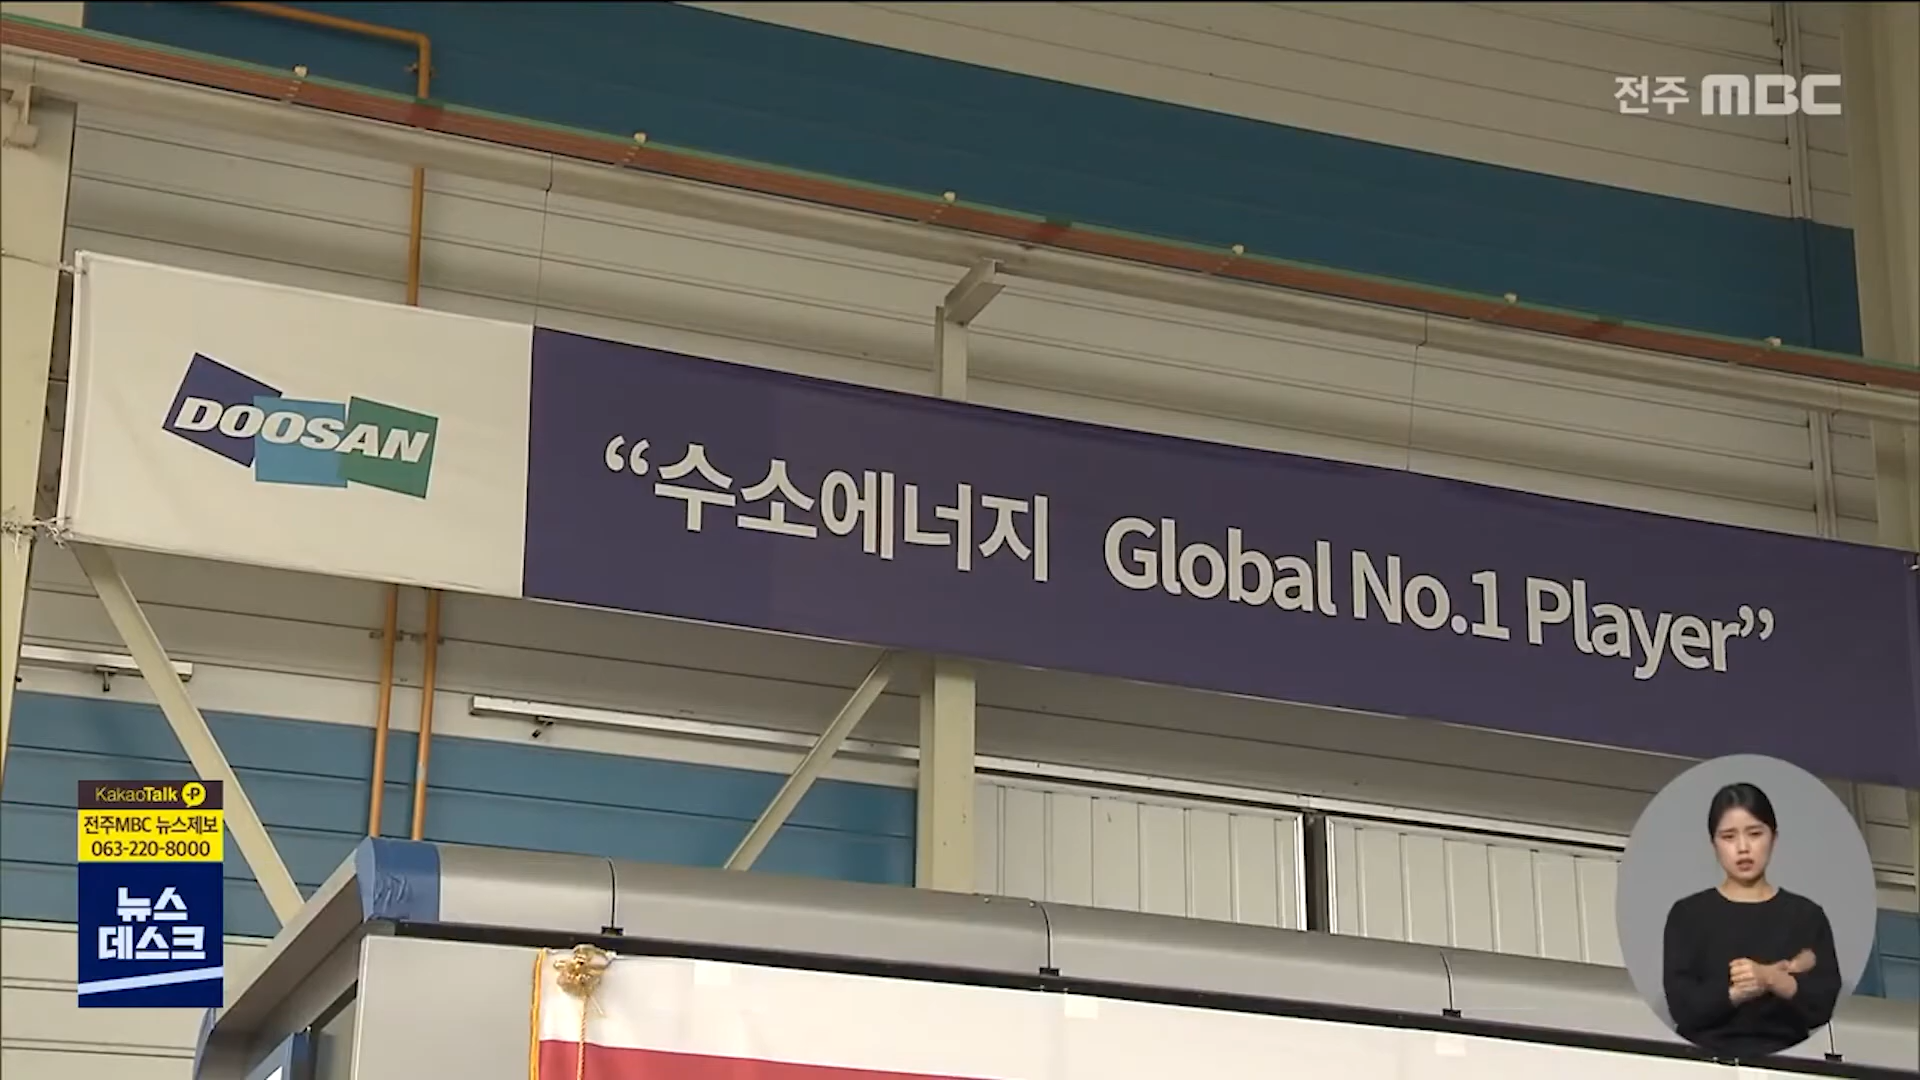 전주 MBC
DOOSAN
“수소에너지 Global No.1 Player”
KakaoTalk
전주MBC 뉴스제보
063-220-8000
뉴스
데스크